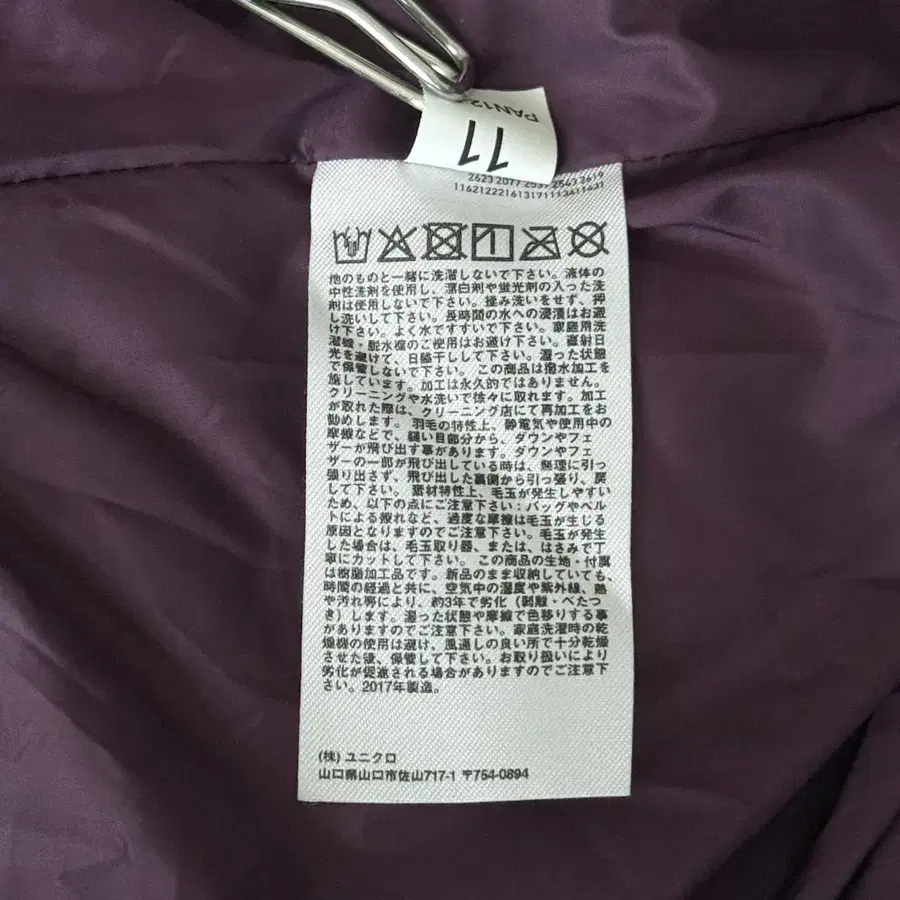 11
PAN12
2623 2077 2537 2543 3619
11621222161317111341 1431
他のものと一緒に洗濯しないで下さい。液体の
中性洗剤を使用し、漂白剤や蛍光剤の入った洗
剤は使用しないで下さい。揉み洗いをせず、押
し洗いして下さい。長時間の水への浸漬はお避
け下さい。よく水ですすいで下さい。家庭用洗
濯機・脱水機のご使用はお避け下さい。直射日
光を避けて、日陰干しして下さい。湿った状態
で保管しないで下さい。 この商品は撥水加工を
施しています。加工は永久的ではありません。
クリーニングや水洗いで徐々に取れます。加工
が取れた際は、クリーニング店にて再加工をお
勧めします。 羽毛の特性上、静電気や使用中の
摩擦などで、縫い目部分から、ダウンやフェ
ザーが飛び出す事があります。ダウンやフェ
ザーの一部が飛び出している時は、無理に引っ
張り出さず、飛び出した裏側から引っ張り、戻
して下さい。 素材特性上、毛玉が発生しやすい
ため、以下の点にご注意下さい：バッグやベル
トによる擦れなど、過度な摩擦は毛玉が生じる
原因となりますのでご注意下さい。毛玉が発生
した場合は、毛玉取り器、または、はさみで丁
寧にカットして下さい。 この商品の生地・付属
は樹脂加工品です。新品のまま収納していても、
時間の経過と共に、空気中の湿度や紫外線、熱
や汚れ等により、約3年で劣化（剥離・べたつ
き）します。湿った状態や摩擦で色移りする事
がありますのでご注意下さい。家庭洗濯時の乾
燥機の使用は避け、風通しの良い所で十分乾燥
させた後、保管して下さい。お取り扱いにより
劣化が促進される場合がありますのでご注意下
さい。2017年製造。
(株) ユニクロ
山口県山口市佐山717-1 〒754-0894